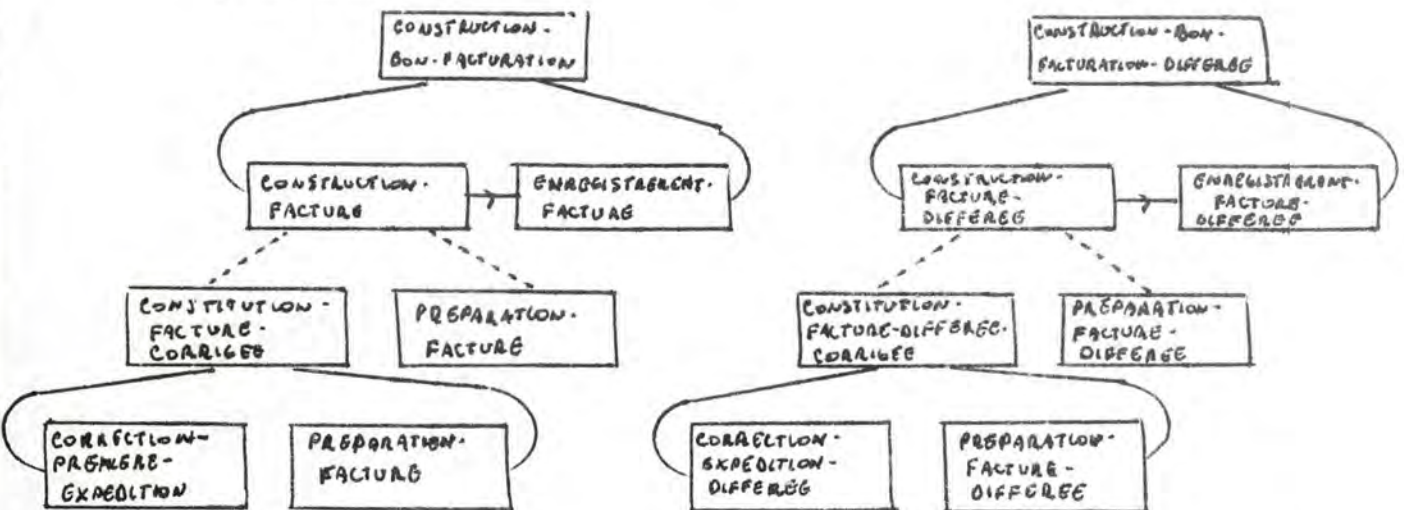 CONSTRUCTION-
BON-FACTURATION
CONSTRUCTION-BON-
FACTURATION-DIFFEREE
CONSTRUCTION-
FACTURE
ENREGISTREMENT-
FACTURE
CONSTRUCTION-
FACTURE-
DIFFEREE
ENREGISTREMENT-
FACTURE-
DIFFEREE
CONSTITUTION-
FACTURE-
CORRIGEE
PREPARATION-
FACTURE
CONSTITUTION-
FACTURE-DIFFEREE-
CORRIGEE
PREPARATION-
FACTURE-
DIFFEREE
CORRECTION-
PREMIERE-
EXPEDITION
PREPARATION-
FACTURE
CORRECTION-
EXPEDITION-
DIFFEREE
PREPARATION-
FACTURE-
DIFFEREE